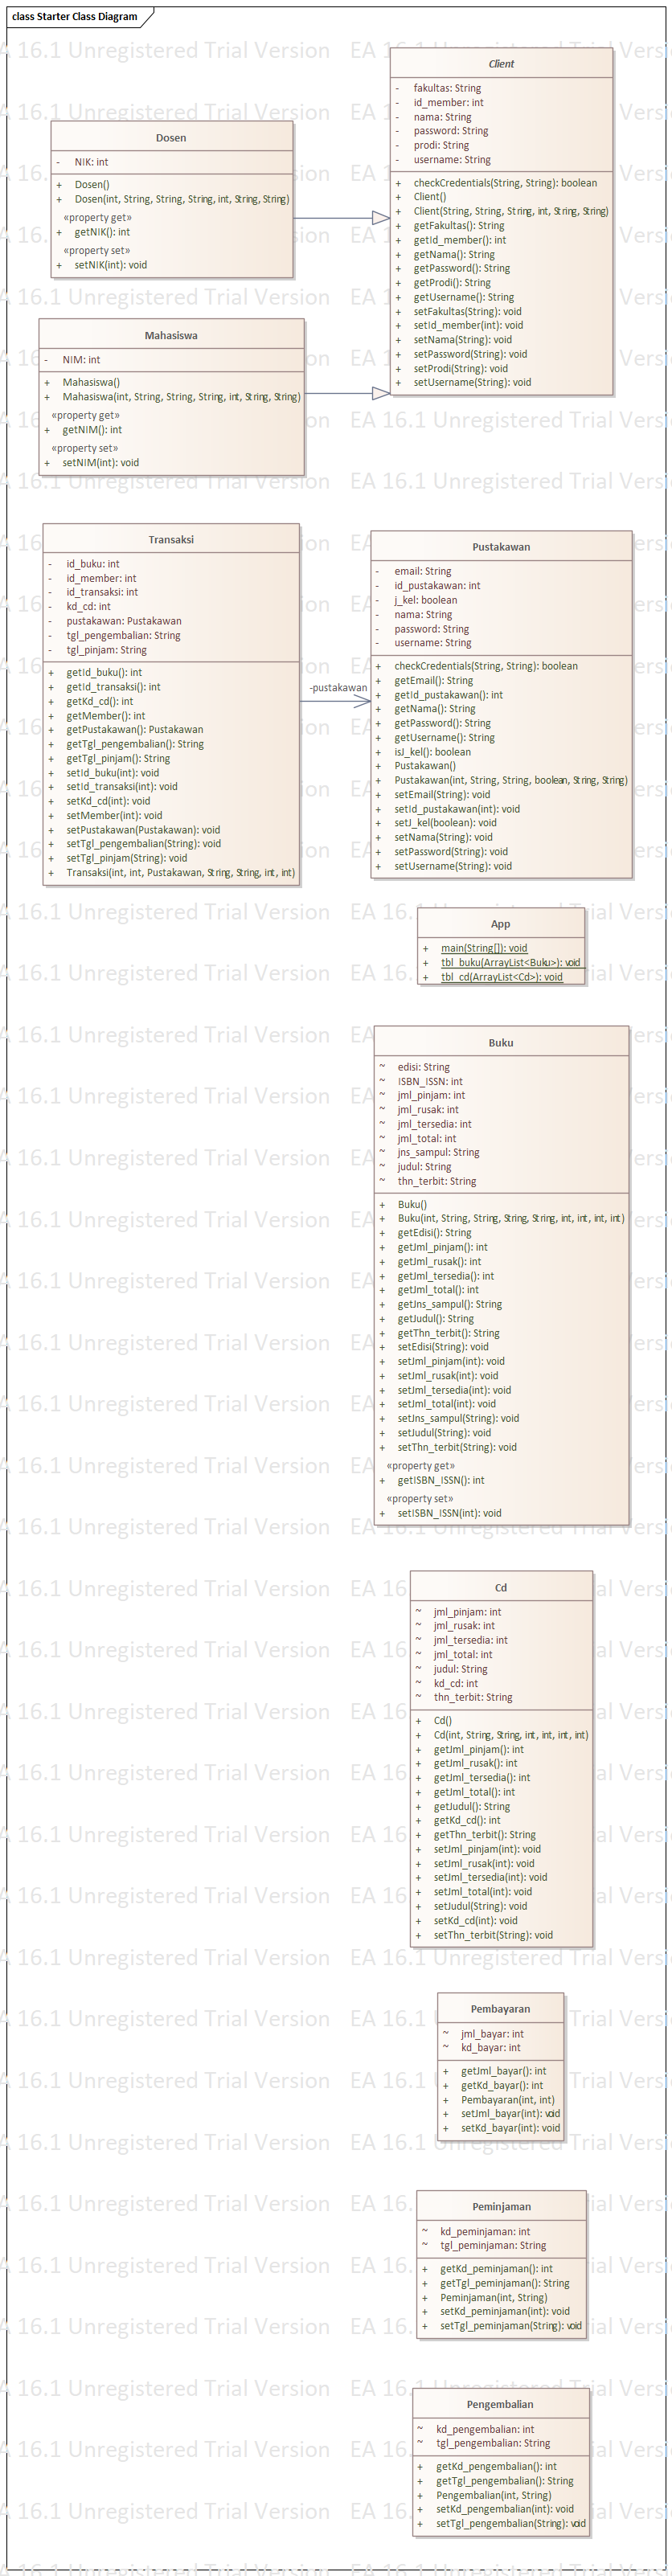 class Starter Class Diagram
EA 16.1 Unregistered Trial Version
Client
- fakultas: String
- id_member: int
- nama: String
- password: String
- prodi: String
- username: String
+ checkCredentials(String, String): boolean
+ Client()
+ Client(String, String, String, int, String, String)
+ getFakultas(): String
+ getId_member(): int
+ getNama(): String
+ getPassword(): String
+ getProdi(): String
+ getUsername(): String
+ setFakultas(String): void
+ setId_member(int): void
+ setNama(String): void
+ setPassword(String): void
+ setProdi(String): void
+ setUsername(String): void
Dosen
- NIK: int
+ Dosen()
+ Dosen(int, String, String, String, int, String, String)
«property get»
+ getNIK(): int
«property set»
+ setNIK(int): void
Mahasiswa
- NIM: int
+ Mahasiswa()
+ Mahasiswa(int, String, String, String, int, String, String)
«property get»
+ getNIM(): int
«property set»
+ setNIM(int): void
Transaksi
- id_buku: int
- id_member: int
- id_transaksi: int
- kd_cd: int
- pustakawan: Pustakawan
- tgl_pengembalian: String
- tgl_pinjam: String
+ getId_buku(): int
+ getId_transaksi(): int
+ getKd_cd(): int
+ getMember(): int
+ getPustakawan(): Pustakawan
+ getTgl_pengembalian(): String
+ getTgl_pinjam(): String
+ setId_buku(int): void
+ setId_transaksi(int): void
+ setKd_cd(int): void
+ setMember(int): void
+ setPustakawan(Pustakawan): void
+ setTgl_pengembalian(String): void
+ setTgl_pinjam(String): void
+ Transaksi(int, int, Pustakawan, String, String, int, int)
-pustakawan
Pustakawan
- email: String
- id_pustakawan: int
- j_kel: boolean
- nama: String
- password: String
- username: String
+ checkCredentials(String, String): boolean
+ getEmail(): String
+ getId_pustakawan(): int
+ getNama(): String
+ getPassword(): String
+ getUsername(): String
+ isJ_kel(): boolean
+ Pustakawan()
+ Pustakawan(int, String, String, boolean, String, String)
+ setEmail(String): void
+ setId_pustakawan(int): void
+ setJ_kel(boolean): void
+ setNama(String): void
+ setPassword(String): void
+ setUsername(String): void
App
+ main(String[]): void
+ tbl_buku(ArrayList<Buku>): void
+ tbl_cd(ArrayList<Cd>): void
Buku
~ edisi: String
~ ISBN_ISSN: int
~ jml_pinjam: int
~ jml_rusak: int
~ jml_tersedia: int
~ jml_total: int
~ jns_sampul: String
~ judul: String
~ thn_terbit: String
+ Buku()
+ Buku(int, String, String, String, String, int, int, int, int)
+ getEdisi(): String
+ getJml_pinjam(): int
+ getJml_rusak(): int
+ getJml_tersedia(): int
+ getJml_total(): int
+ getJns_sampul(): String
+ getJudul(): String
+ getThn_terbit(): String
+ setEdisi(String): void
+ setJml_pinjam(int): void
+ setJml_rusak(int): void
+ setJml_tersedia(int): void
+ setJml_total(int): void
+ setJns_sampul(String): void
+ setJudul(String): void
+ setThn_terbit(String): void
«property get»
+ getISBN_ISSN(): int
«property set»
+ setISBN_ISSN(int): void
Cd
~ jml_pinjam: int
~ jml_rusak: int
~ jml_tersedia: int
~ jml_total: int
~ judul: String
~ kd_cd: int
~ thn_terbit: String
+ Cd()
+ Cd(int, String, String, int, int, int, int)
+ getJml_pinjam(): int
+ getJml_rusak(): int
+ getJml_tersedia(): int
+ getJml_total(): int
+ getJudul(): String
+ getKd_cd(): int
+ getThn_terbit(): String
+ setJml_pinjam(int): void
+ setJml_rusak(int): void
+ setJml_tersedia(int): void
+ setJml_total(int): void
+ setJudul(String): void
+ setKd_cd(int): void
+ setThn_terbit(String): void
Pembayaran
~ jml_bayar: int
~ kd_bayar: int
+ getJml_bayar(): int
+ getKd_bayar(): int
+ Pembayaran(int, int)
+ setJml_bayar(int): void
+ setKd_bayar(int): void
Peminjaman
~ kd_peminjaman: int
~ tgl_peminjaman: String
+ getKd_peminjaman(): int
+ getTgl_peminjaman(): String
+ Peminjaman(int, String)
+ setKd_peminjaman(int): void
+ setTgl_peminjaman(String): void
Pengembalian
~ kd_pengembalian: int
~ tgl_pengembalian: String
+ getKd_pengembalian(): int
+ getTgl_pengembalian(): String
+ Pengembalian(int, String)
+ setKd_pengembalian(int): void
+ setTgl_pengembalian(String): void